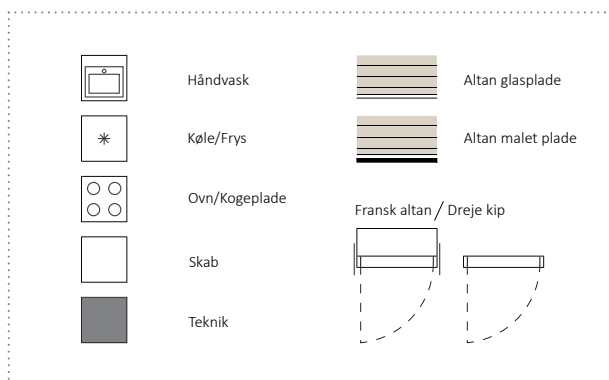 Håndvask
Køle/Frys
Ovn/Kogeplade
Skab
Teknik
Altan glasplade
Altan malet plade
Fransk altan / Dreje kip